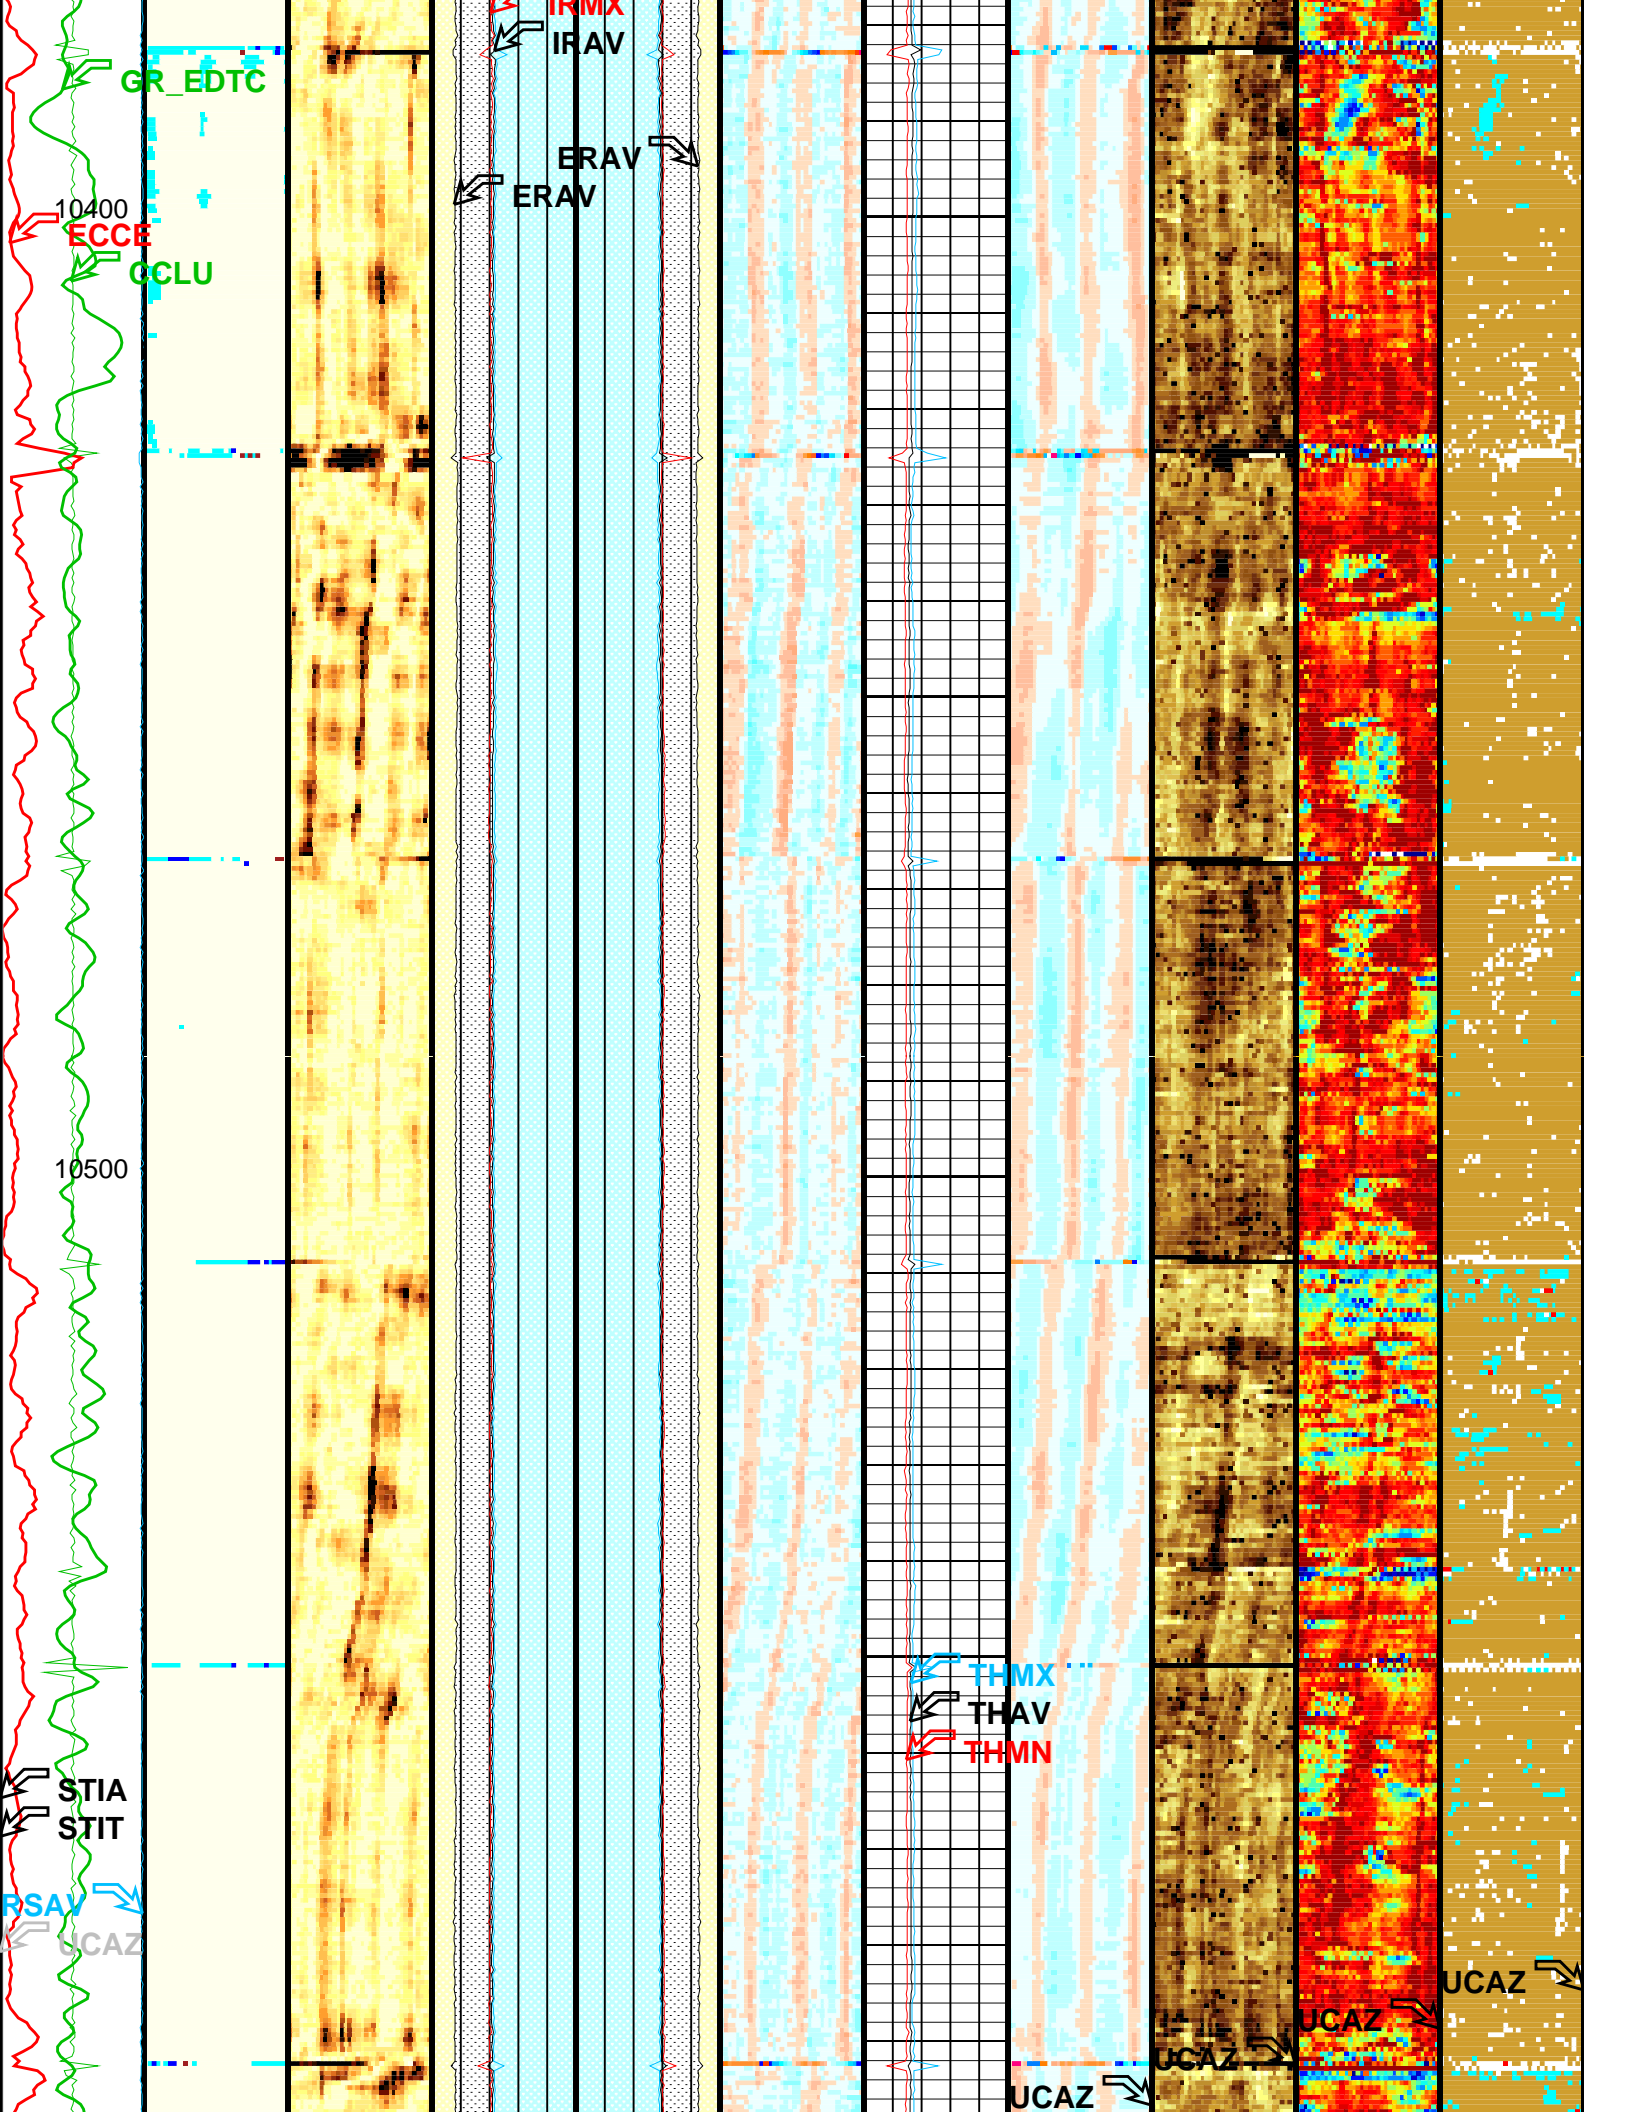 IRMX
IRAV
GR_EDTC
ERAV
ERAV
10400
ECCE
CCLU
10500
THMX
THAV
THMN
STIA
STIT
RSAV
UCAZ
UCAZ
UCAZ
UCAZ
UCAZ